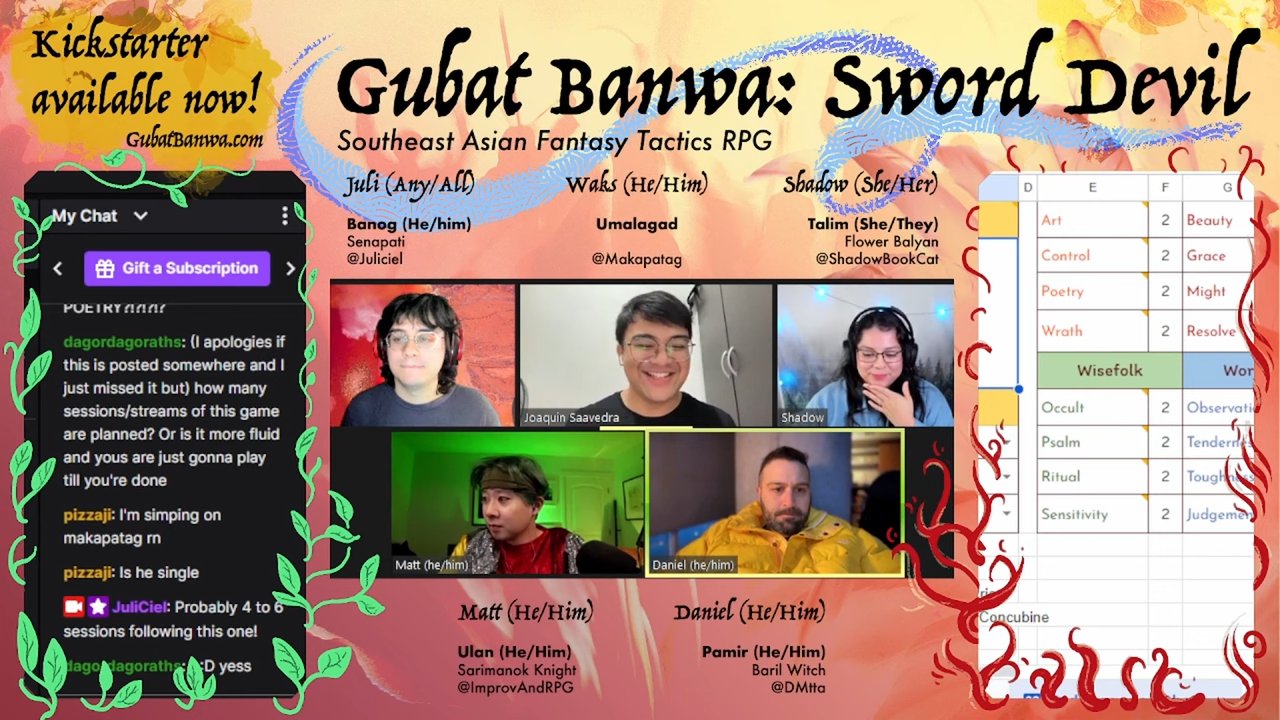 Kickstarter
available now!
GubatBanwa.com
Gubat Banwa: Sword Devil
Southeast Asian Fantasy Tactics RPG
Juli (Any/All)
Banog (He/him)
Senapati
@Juliciel
Waks (He/Him)
Umalagad
@Makapatag
Shadow (She/Her)
Talim (She/They)
Flower Balyan
@ShadowBookCat
My Chat
Gift a Subscription
POETRY?!?!?!?
dagordagoraths: (I apologies if
this is posted somewhere and I
just missed it but) how many
sessions/streams of this game
are planned? Or is it more fluid
and yous are just gonna play
till you're done
pizzaji: I'm simping on
makapatag rn
pizzaji: Is he single
JuliCiel: Probably 4 to 6
sessions following this one!
:D yess
Joaquin Saavedra
Shadow
Matt (he/him)
Daniel (he/him)
Matt (He/Him)
Ulan (He/Him)
Sarimanok Knight
@ImprovAndRPG
Daniel (He/Him)
Pamir (He/Him)
Baril Witch
@DMtta
D E F G
Art 2 Beauty
Control 2 Grace
Poetry 2 Might
Wrath 2 Resolve
Wisefolk Wor
Occult 2 Observati
Psalm 2 Tendern
Ritual 2 Toughness
Sensitivity 2 Judgemen
Concubine